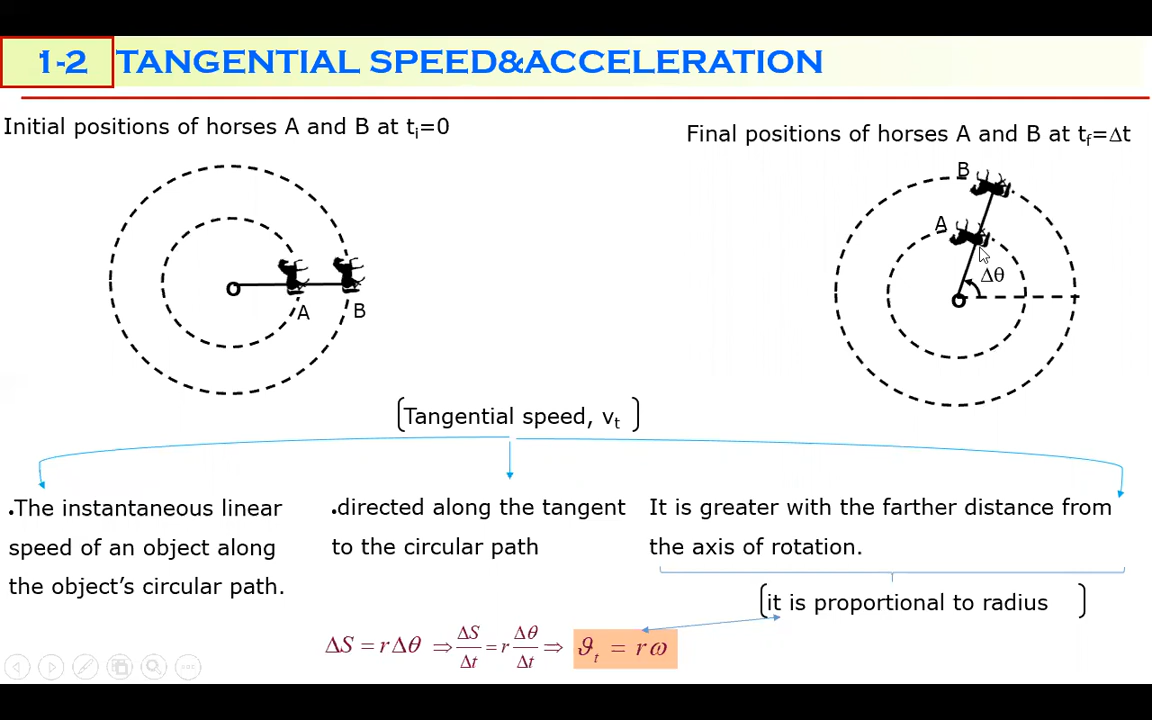 1-2 TANGENTIAL SPEED&ACCELERATION
Initial positions of horses A and B at tᵢ=0
Final positions of horses A and B at t_f=Δt
B
A
Δθ
O
O
A
B
(Tangential speed, vₜ )
•The instantaneous linear
speed of an object along
the object’s circular path.
•directed along the tangent
to the circular path
It is greater with the farther distance from
the axis of rotation.
(it is proportional to radius )
ΔS = rΔθ ⇒ ΔS/Δt = r Δθ/Δt ⇒ ϑₜ = rω